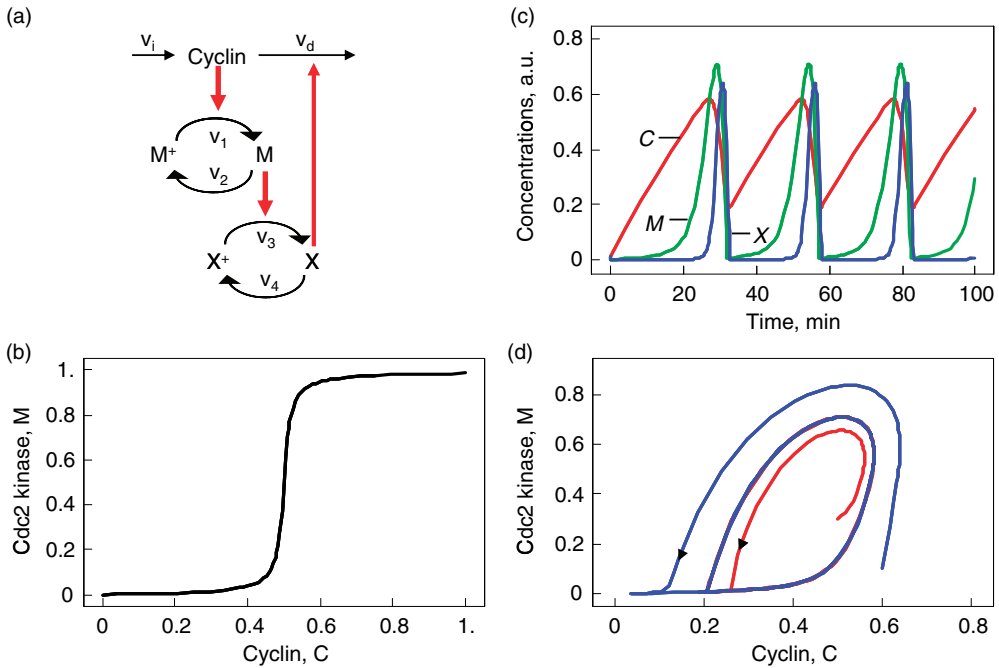 (a)
v_i
Cyclin
v_d
M⁺
v_1
M
v_2
X⁺
v_3
X
v_4
(b)
Cdc2 kinase, M
1.
0.8
0.6
0.4
0.2
0
0
0.2
0.4
0.6
0.8
1.
Cyclin, C
(c)
Concentrations, a.u.
0.8
0.6
0.4
0.2
0
C
M
X
0
20
40
60
80
100
Time, min
(d)
Cdc2 kinase, M
0.8
0.6
0.4
0.2
0
0
0.2
0.4
0.6
0.8
Cyclin, C